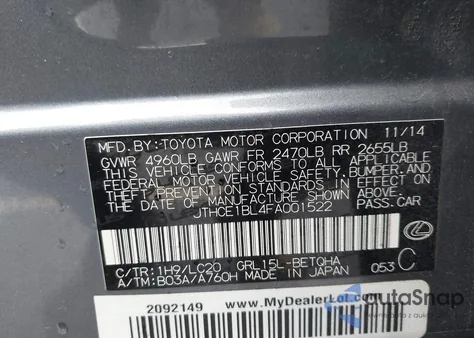 MFD. BY: TOYOTA MOTOR CORPORATION 11/14
GVWR 4960LB GAWR FR 2470LB RR 2655LB
THIS VEHICLE CONFORMS TO ALL APPLICABLE
FEDERAL MOTOR VEHICLE SAFETY, BUMPER, AND
THEFT PREVENTION STANDARDS IN EFFECT ON THE
DATE OF MANUFACTURE SHOWN ABOVE.
JTHCE1BL4FA001522 PASS. CAR
C/TR: 1H9/LC20 GRL15L-BETQHA
A/TM: B03A/A760H MADE IN JAPAN 053 C
2092149 www.MyDealerLot.com
autoSnap